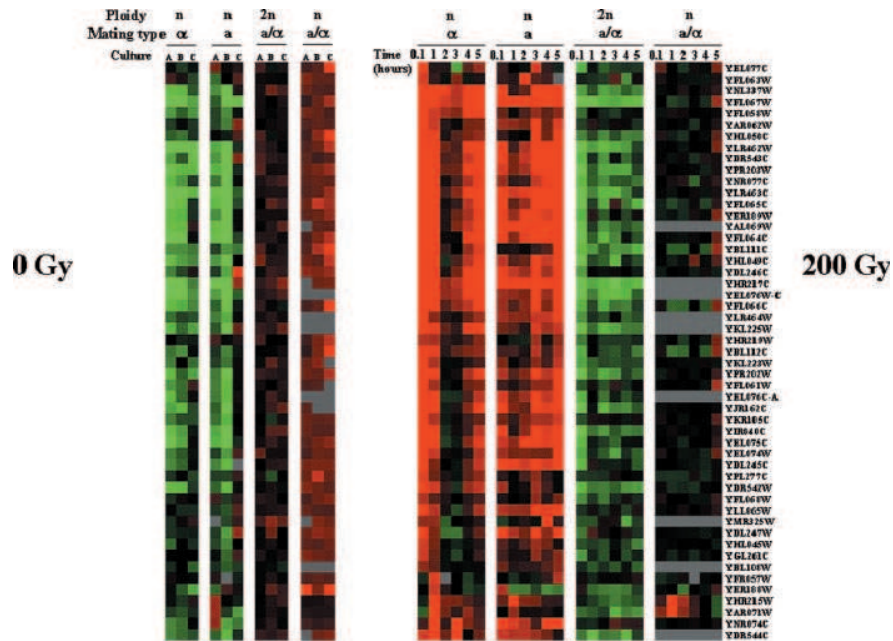 Ploidy n n 2n n n n 2n n
Mating type α a a/α a/α α a a/α a/α
Culture A B C A B C A B C A B C Time 0.1 1 2 3 4 5 0.1 1 2 3 4 5 0.1 1 2 3 4 5 0.1 1 2 3 4 5
(hours)
YEL077C
YFL063W
YNL337W
YFL067W
YFL058W
YAR062W
YHL050C
YLR462W
YDR543C
YPR203W
YNR077C
YLR463C
YFL065C
YER189W
YAL069W
YFL064C
YBL111C
YHL049C
0 Gy
200 Gy
YDL246C
YHR217C
YEL076W-C
YFL066C
YLR464W
YKL225W
YHR219W
YBL112C
YKL223W
YPR202W
YFL061W
YEL076C-A
YJR162C
YKR105C
YIR040C
YEL075C
YEL074W
YDL245C
YPL277C
YDR542W
YFL068W
YLL065W
YMR325W
YDL247W
YHL045W
YGL261C
YBL108W
YFR057W
YER188W
YHR215W
YAR071W
YNR074C
YDR544C